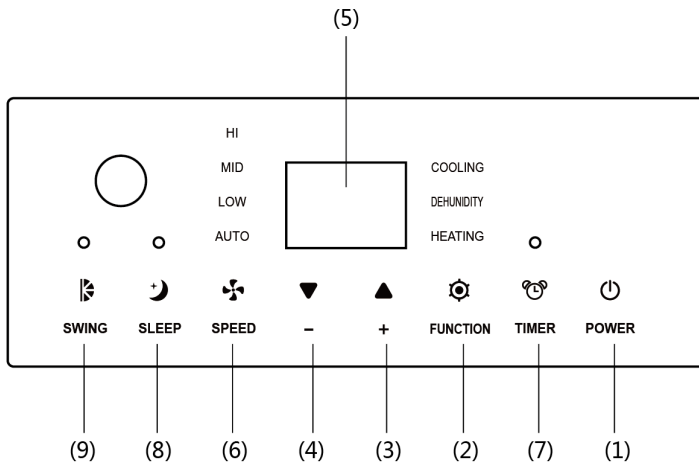 (5)
HI
MID
LOW
AUTO
COOLING
DEHUNIDITY
HEATING
SWING
SLEEP
SPEED
−
+
FUNCTION
TIMER
POWER
(9)
(8)
(6)
(4)
(3)
(2)
(7)
(1)